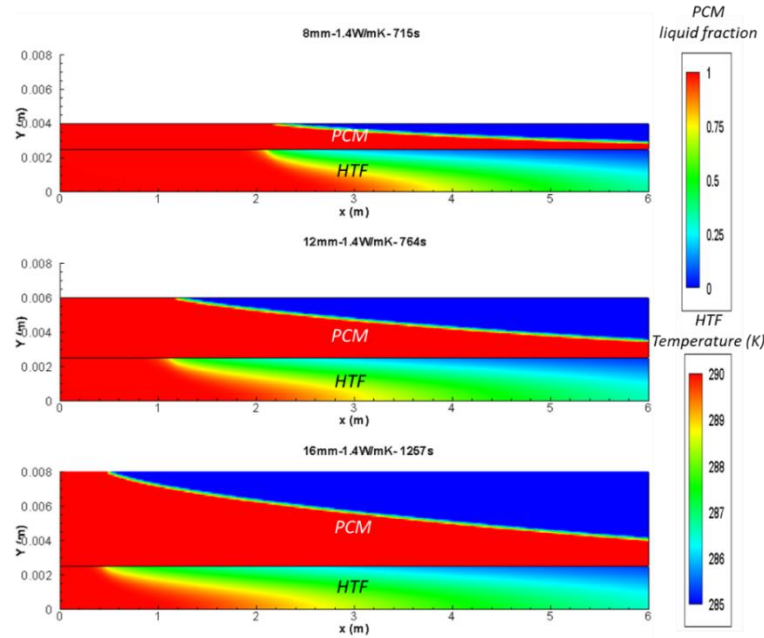 8mm-1.4W/mK- 715s
0.008
0.006
0.004
0.002
0
Y (m)
PCM
HTF
0 1 2 3 4 5 6
x (m)
12mm-1.4W/mK- 764s
0.008
0.006
0.004
0.002
0
Y (m)
PCM
HTF
0 1 2 3 4 5 6
x (m)
16mm-1.4W/mK- 1257s
0.008
0.006
0.004
0.002
0
Y (m)
PCM
HTF
0 1 2 3 4 5 6
x (m)
PCM
liquid fraction
1
0.75
0.5
0.25
0
HTF
Temperature (K)
290
289
288
287
286
285